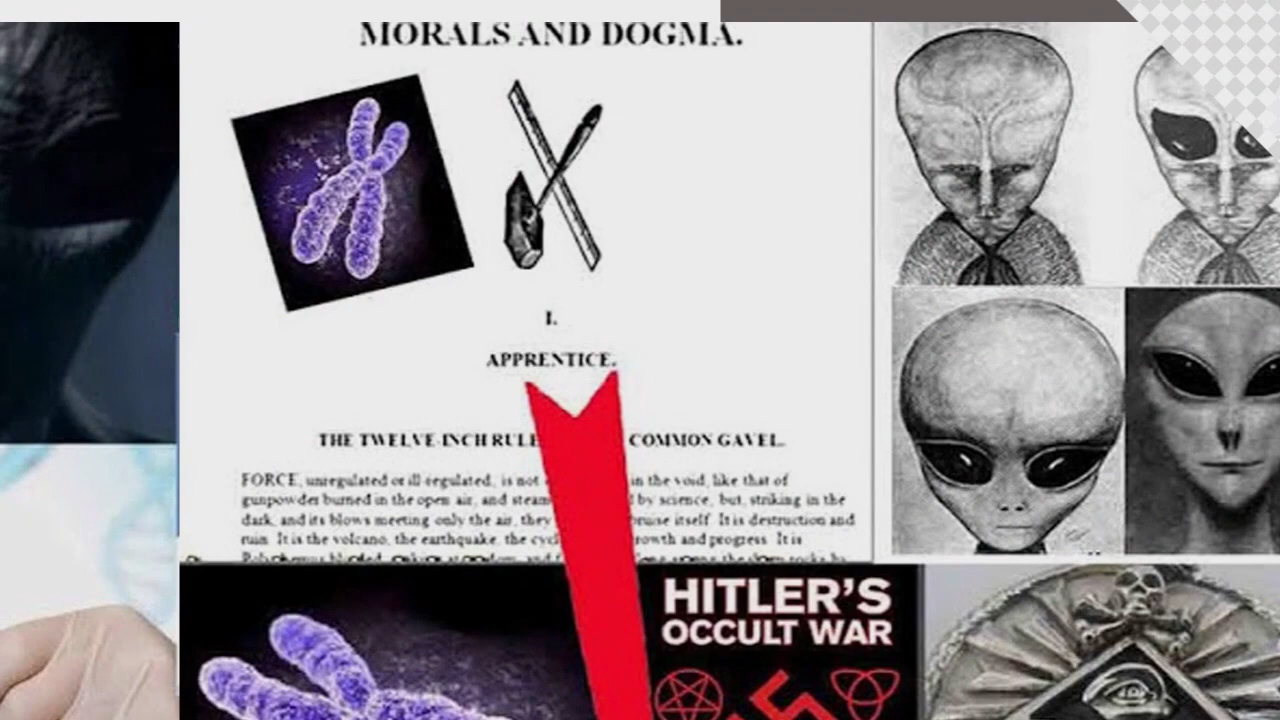 MORALS AND DOGMA.
I.
APPRENTICE.
THE TWELVE-INCH RULE COMMON GAVEL.
FORCE, unregulated or ill-regulated, is not in the void, like that of
gunpowder burned in the open air, and steam by science; but, striking in the
dark, and its blows meeting only the air, they bruise itself. It is destruction and
ruin. It is the volcano, the earthquake, the growth and progress. It is
HITLER'S
OCCULT WAR